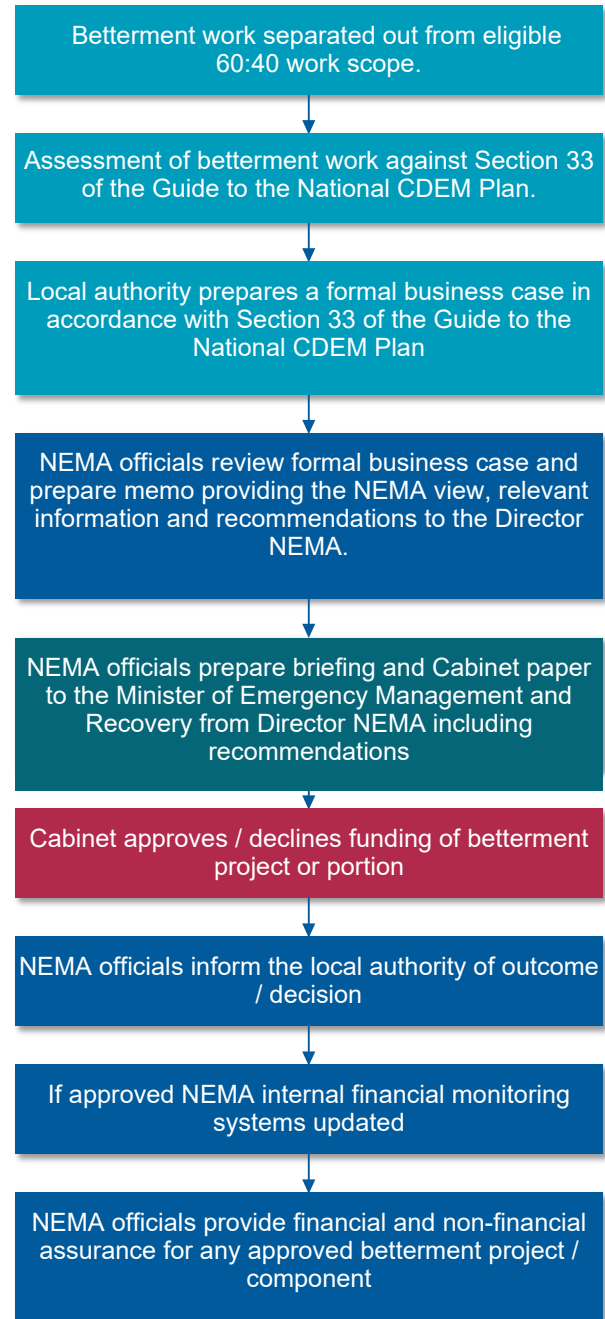 Betterment work separated out from eligible
60:40 work scope.
Assessment of betterment work against Section 33
of the Guide to the National CDEM Plan.
Local authority prepares a formal business case in
accordance with Section 33 of the Guide to the
National CDEM Plan
NEMA officials review formal business case and
prepare memo providing the NEMA view, relevant
information and recommendations to the Director
NEMA.
NEMA officials prepare briefing and Cabinet paper
to the Minister of Emergency Management and
Recovery from Director NEMA including
recommendations
Cabinet approves / declines funding of betterment
project or portion
NEMA officials inform the local authority of outcome
/ decision
If approved NEMA internal financial monitoring
systems updated
NEMA officials provide financial and non-financial
assurance for any approved betterment project /
component